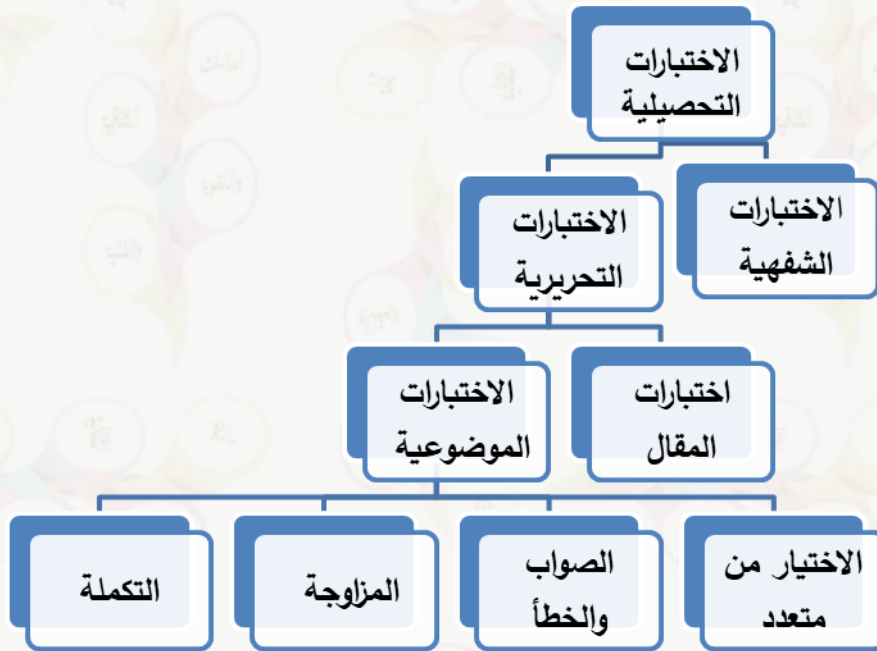 الاختبارات
التحصيلية
الاختبارات
الشفهية
الاختبارات
التحريرية
اختبارات
المقال
الاختبارات
الموضوعية
الاختيار من
متعدد
الصواب
والخطأ
المزاوجة
التكملة